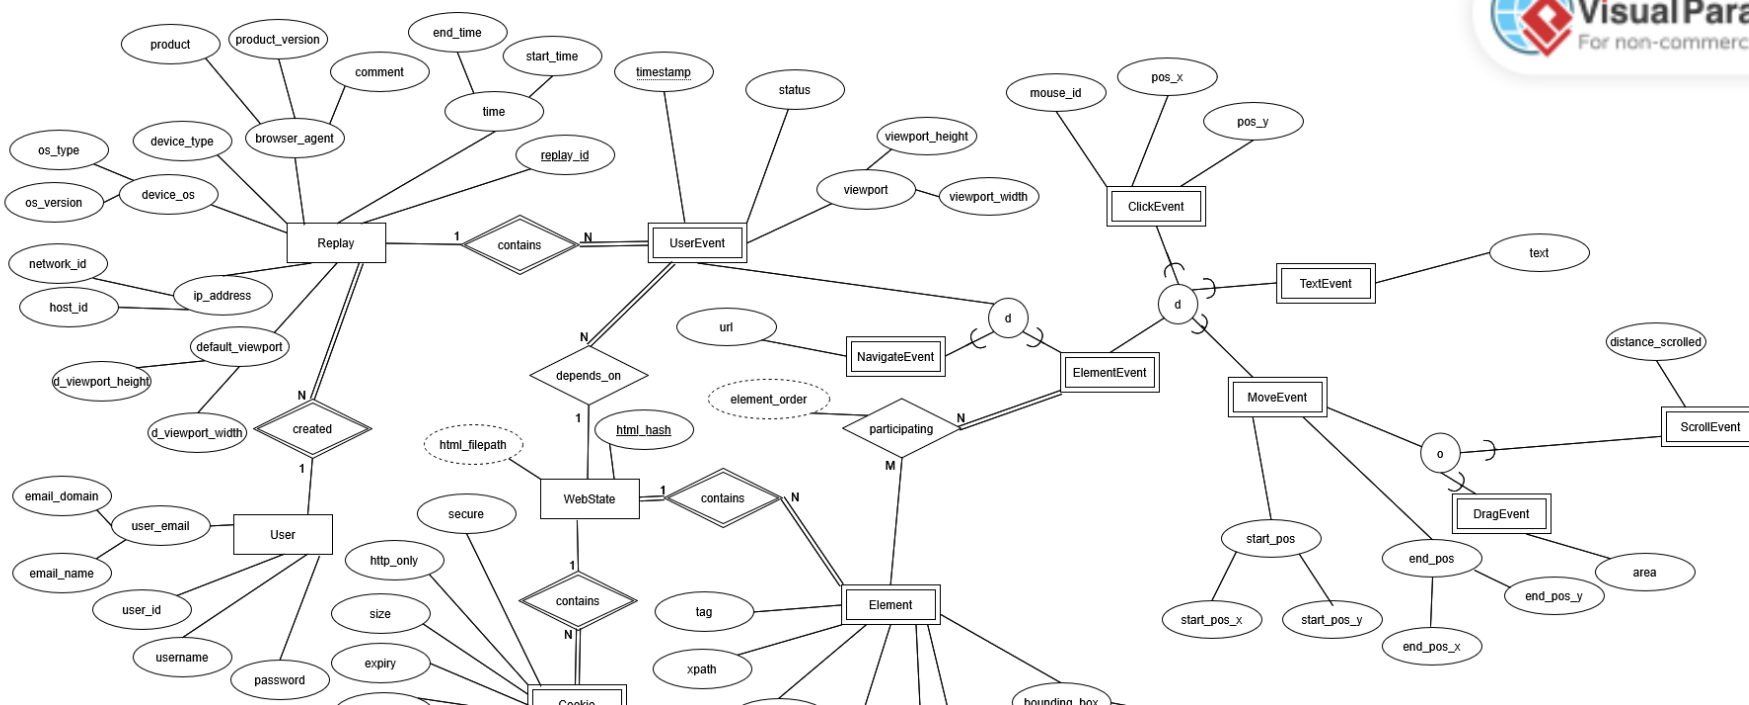 VisualPara
For non-commerc
product
product_version
comment
end_time
start_time
time
browser_agent
timestamp
status
mouse_id
pos_x
pos_y
os_type
device_type
replay_id
viewport_height
os_version
device_os
viewport
viewport_width
ClickEvent
Replay
1
contains
N
UserEvent
text
network_id
TextEvent
host_id
ip_address
d
d
url
NavigateEvent
ElementEvent
default_viewport
N
depends_on
distance_scrolled
d_viewport_height
element_order
MoveEvent
N
N
d_viewport_width
created
1
html_hash
participating
ScrollEvent
html_filepath
o
1
M
email_domain
WebState
1
contains
N
user_email
User
secure
DragEvent
start_pos
end_pos
email_name
http_only
1
area
user_id
contains
Element
end_pos_y
size
tag
start_pos_x
start_pos_y
N
username
expiry
xpath
end_pos_x
password
Cookie
bounding_box